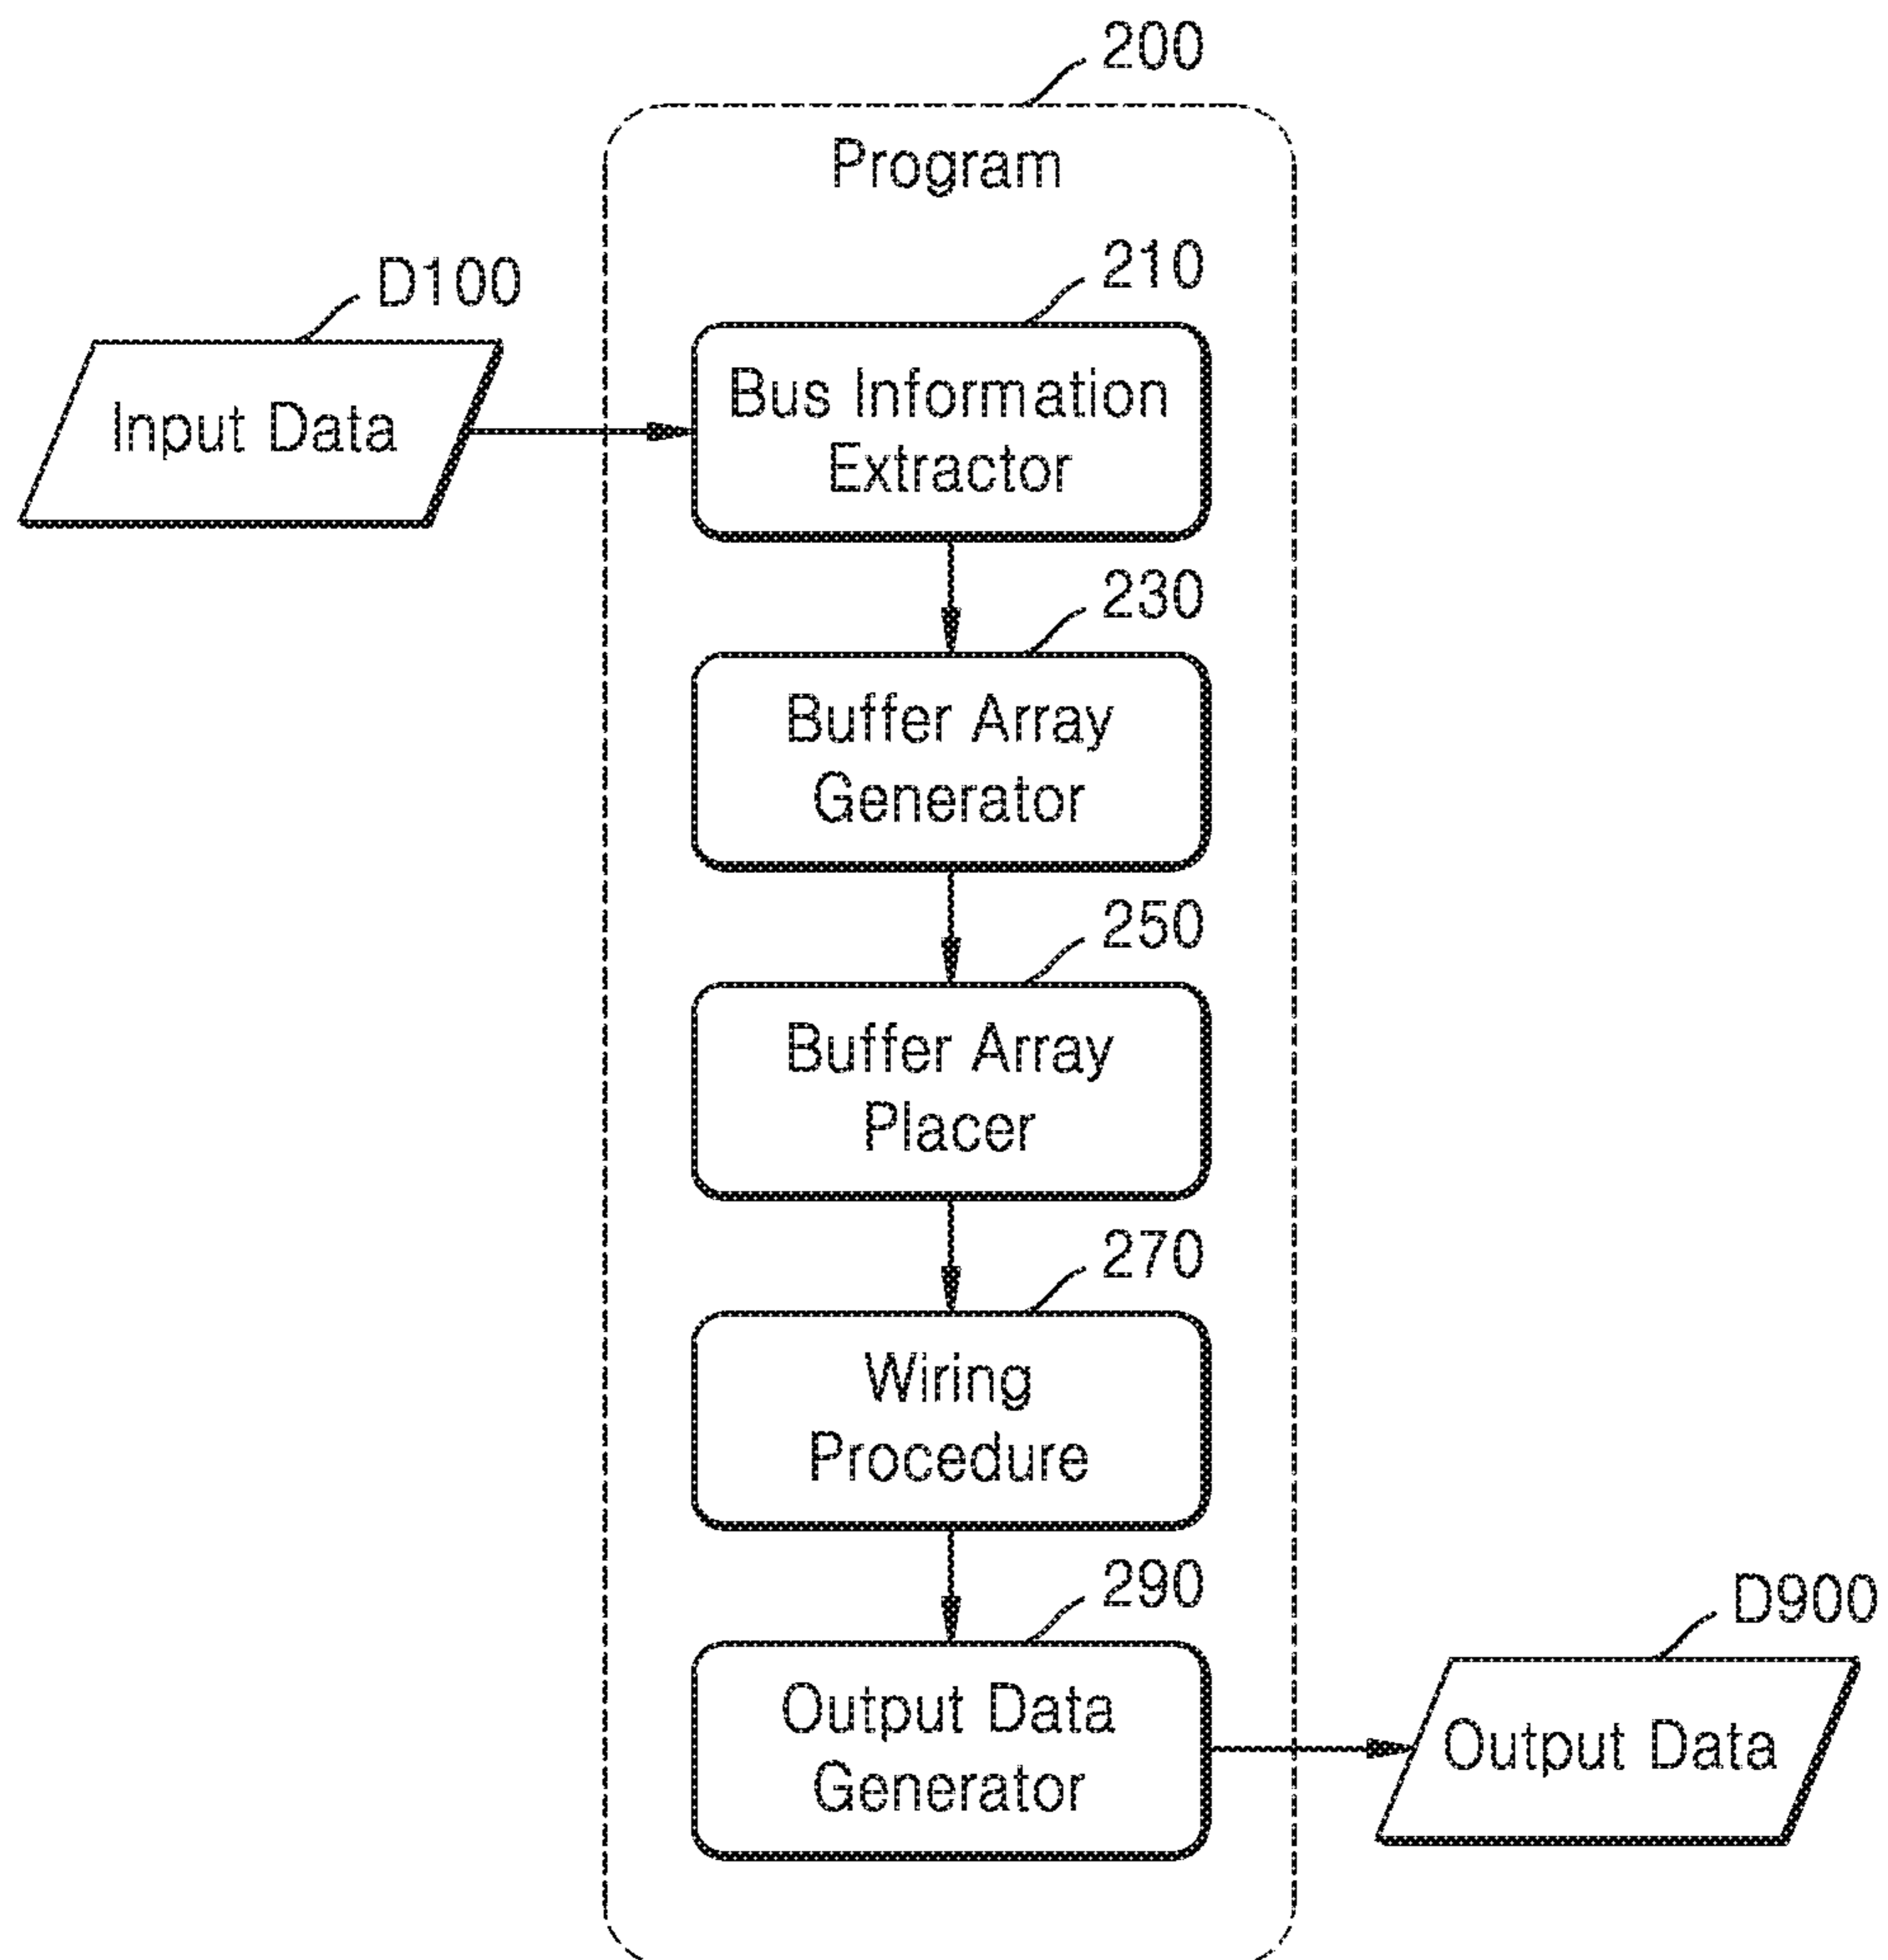 200
Program
D100
Input Data
210
Bus Information
Extractor
230
Buffer Array
Generator
250
Buffer Array
Placer
270
Wiring
Procedure
290
Output Data
Generator
D900
Output Data